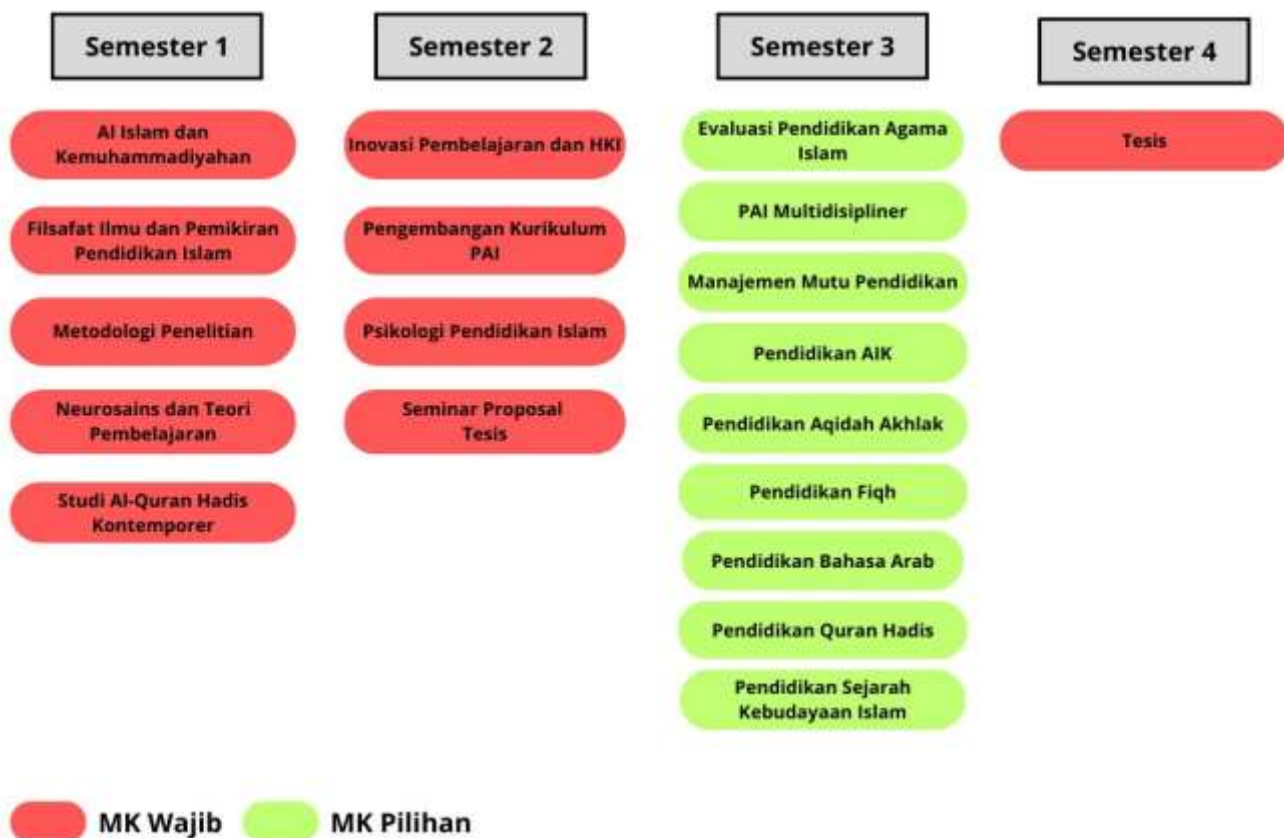 Semester 1
Al Islam dan
Kemuhammadiyahan
Filsafat Ilmu dan Pemikiran
Pendidikan Islam
Metodologi Penelitian
Neurosains dan Teori
Pembelajaran
Studi Al-Quran Hadis
Kontemporer
Semester 2
Inovasi Pembelajaran dan HKI
Pengembangan Kurikulum
PAI
Psikologi Pendidikan Islam
Seminar Proposal
Tesis
Semester 3
Evaluasi Pendidikan Agama
Islam
PAI Multidisipliner
Manajemen Mutu Pendidikan
Pendidikan AIK
Pendidikan Aqidah Akhlak
Pendidikan Fiqh
Pendidikan Bahasa Arab
Pendidikan Quran Hadis
Pendidikan Sejarah
Kebudayaan Islam
Semester 4
Tesis
MK Wajib
MK Pilihan